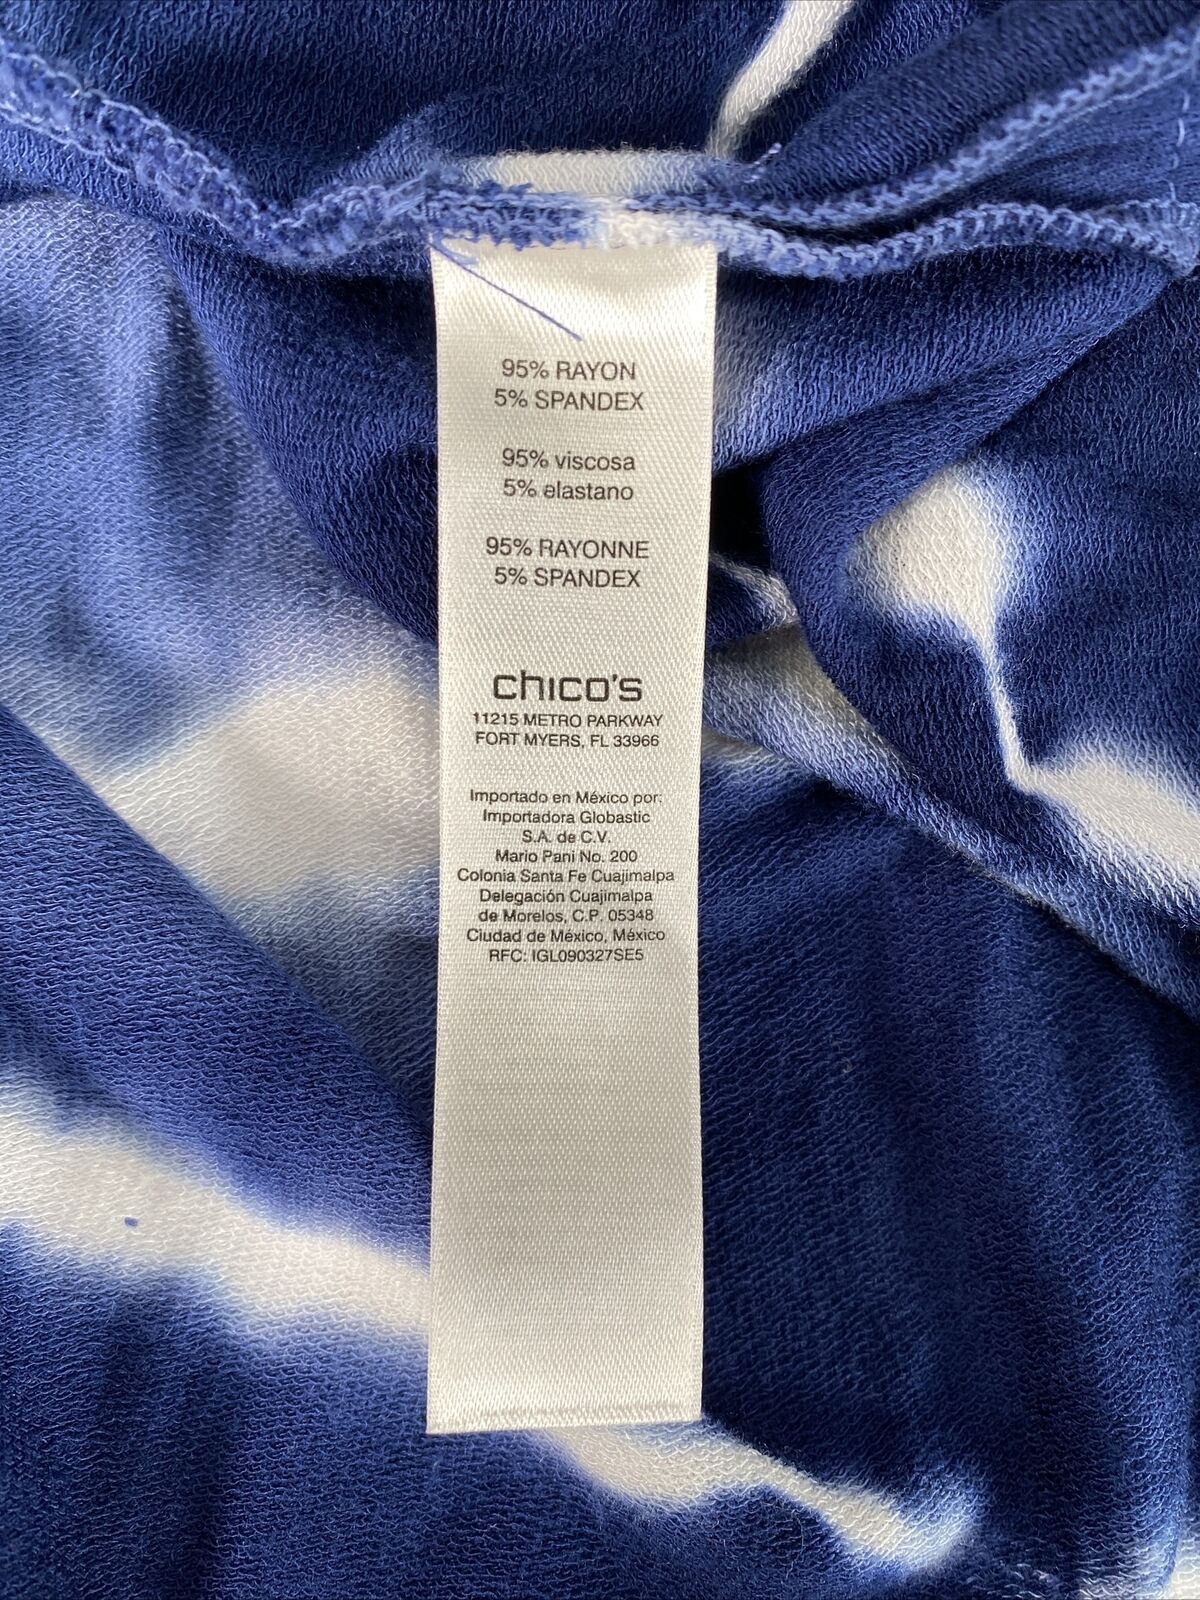 95% RAYON
5% SPANDEX
95% viscosa
5% elastano
95% RAYONNE
5% SPANDEX
chico's
11215 METRO PARKWAY
FORT MYERS, FL 33966
Importado en México por:
Importadora Globastic
S.A. de C.V.
Mario Pani No. 200
Colonia Santa Fe Cuajimalpa
Delegación Cuajimalpa
de Morelos, C.P. 05348
Ciudad de México, México
RFC: IGL090327SE5